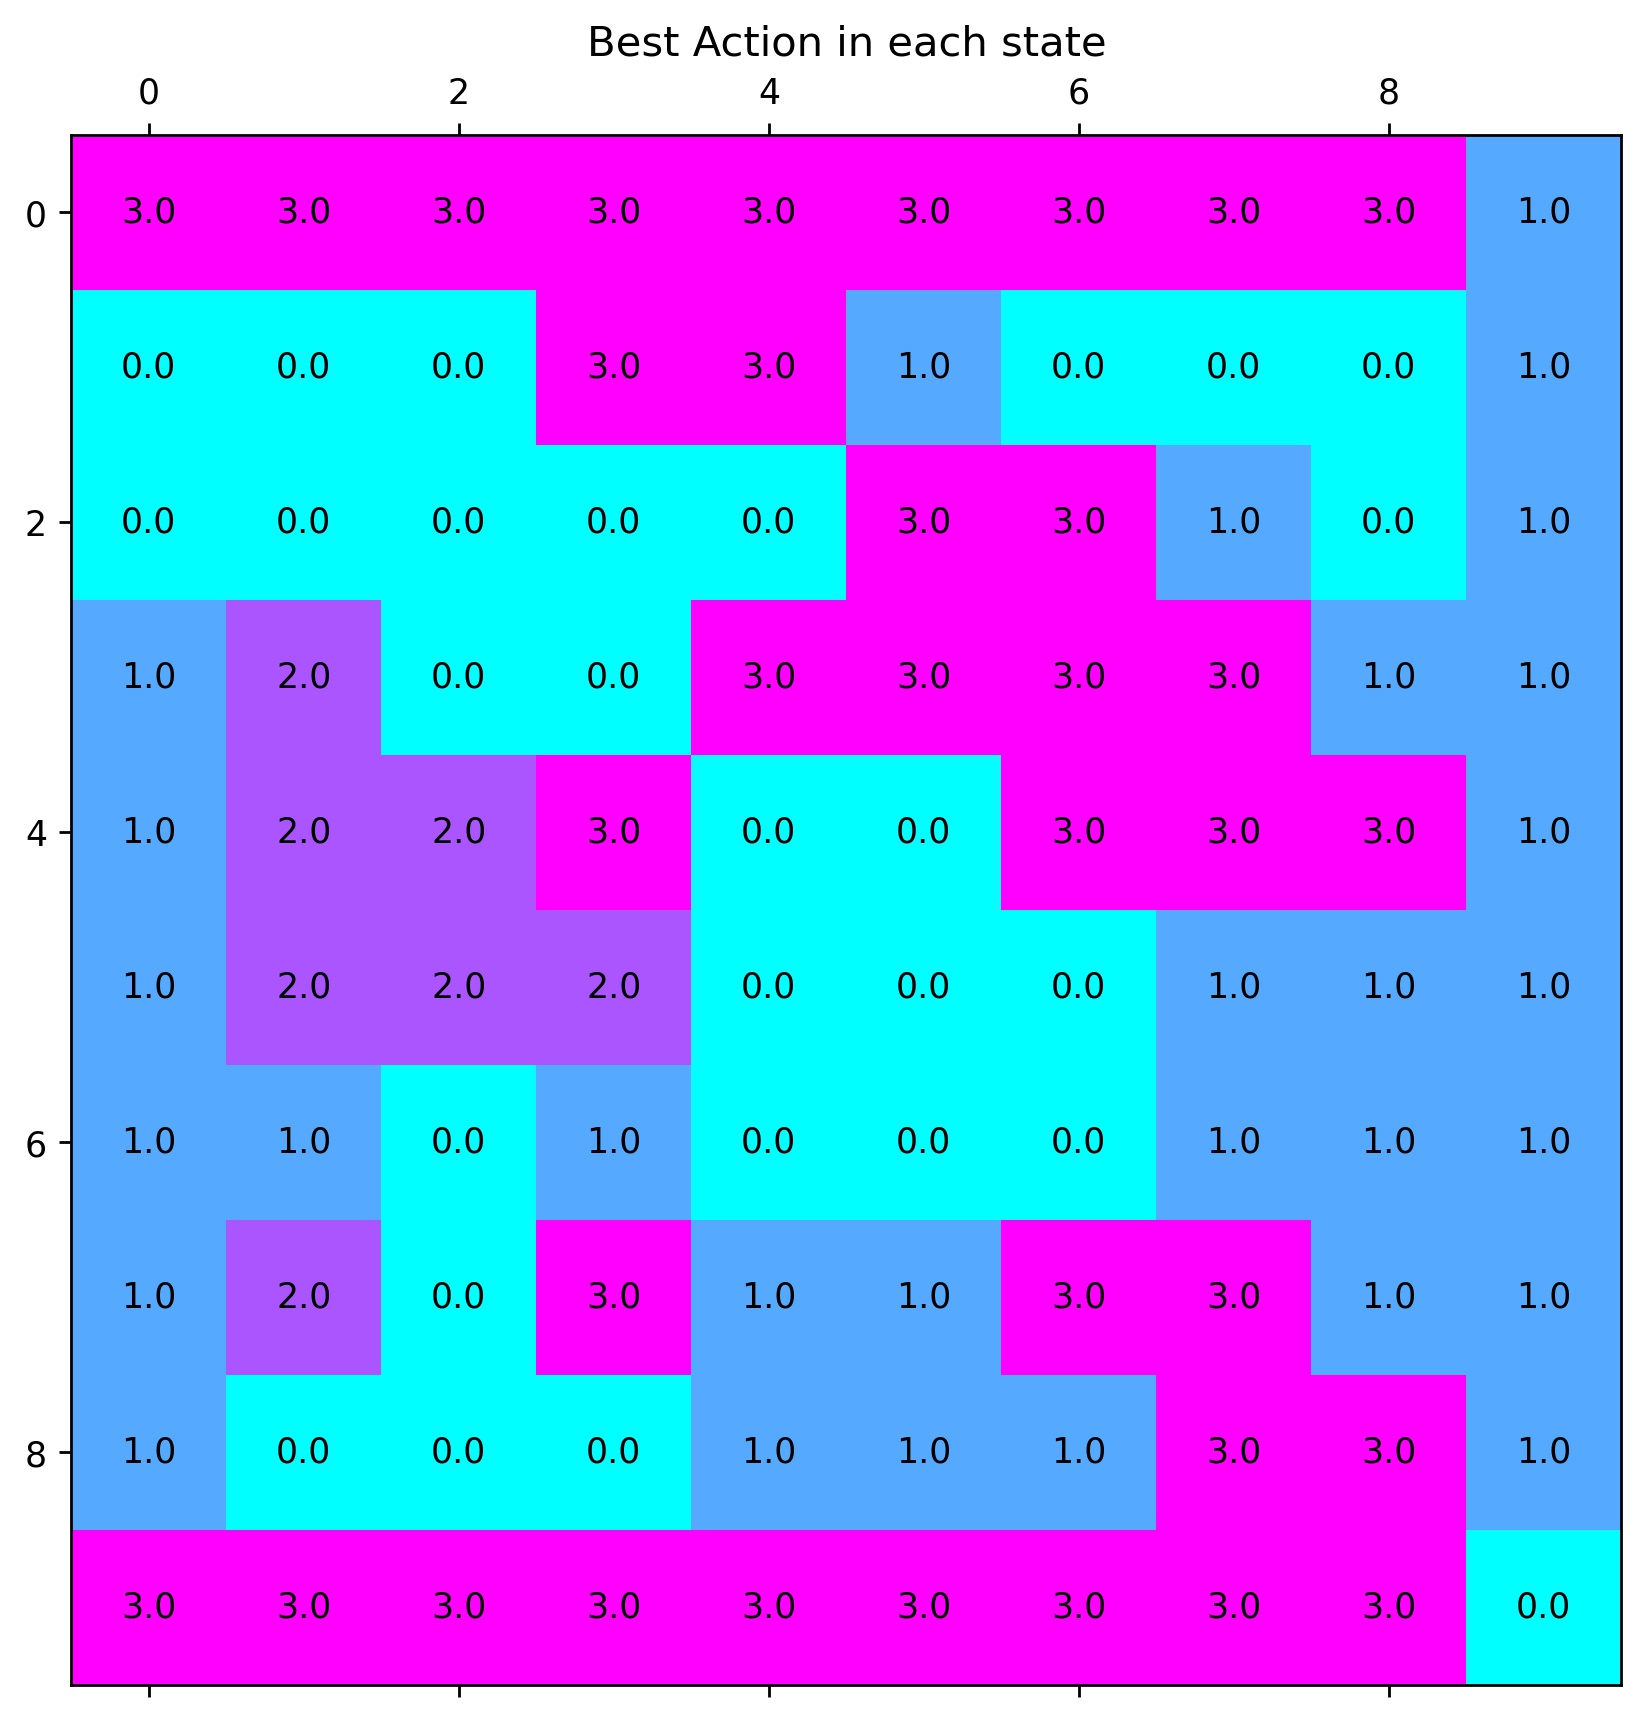 Best Action in each state
0 2 4 6 8
0 3.0 3.0 3.0 3.0 3.0 3.0 3.0 3.0 3.0 1.0
0.0 0.0 0.0 3.0 3.0 1.0 0.0 0.0 0.0 1.0
2 0.0 0.0 0.0 0.0 0.0 3.0 3.0 1.0 0.0 1.0
1.0 2.0 0.0 0.0 3.0 3.0 3.0 3.0 1.0 1.0
4 1.0 2.0 2.0 3.0 0.0 0.0 3.0 3.0 3.0 1.0
1.0 2.0 2.0 2.0 0.0 0.0 0.0 1.0 1.0 1.0
6 1.0 1.0 0.0 1.0 0.0 0.0 0.0 1.0 1.0 1.0
1.0 2.0 0.0 3.0 1.0 1.0 3.0 3.0 1.0 1.0
8 1.0 0.0 0.0 0.0 1.0 1.0 1.0 3.0 3.0 1.0
3.0 3.0 3.0 3.0 3.0 3.0 3.0 3.0 3.0 0.0